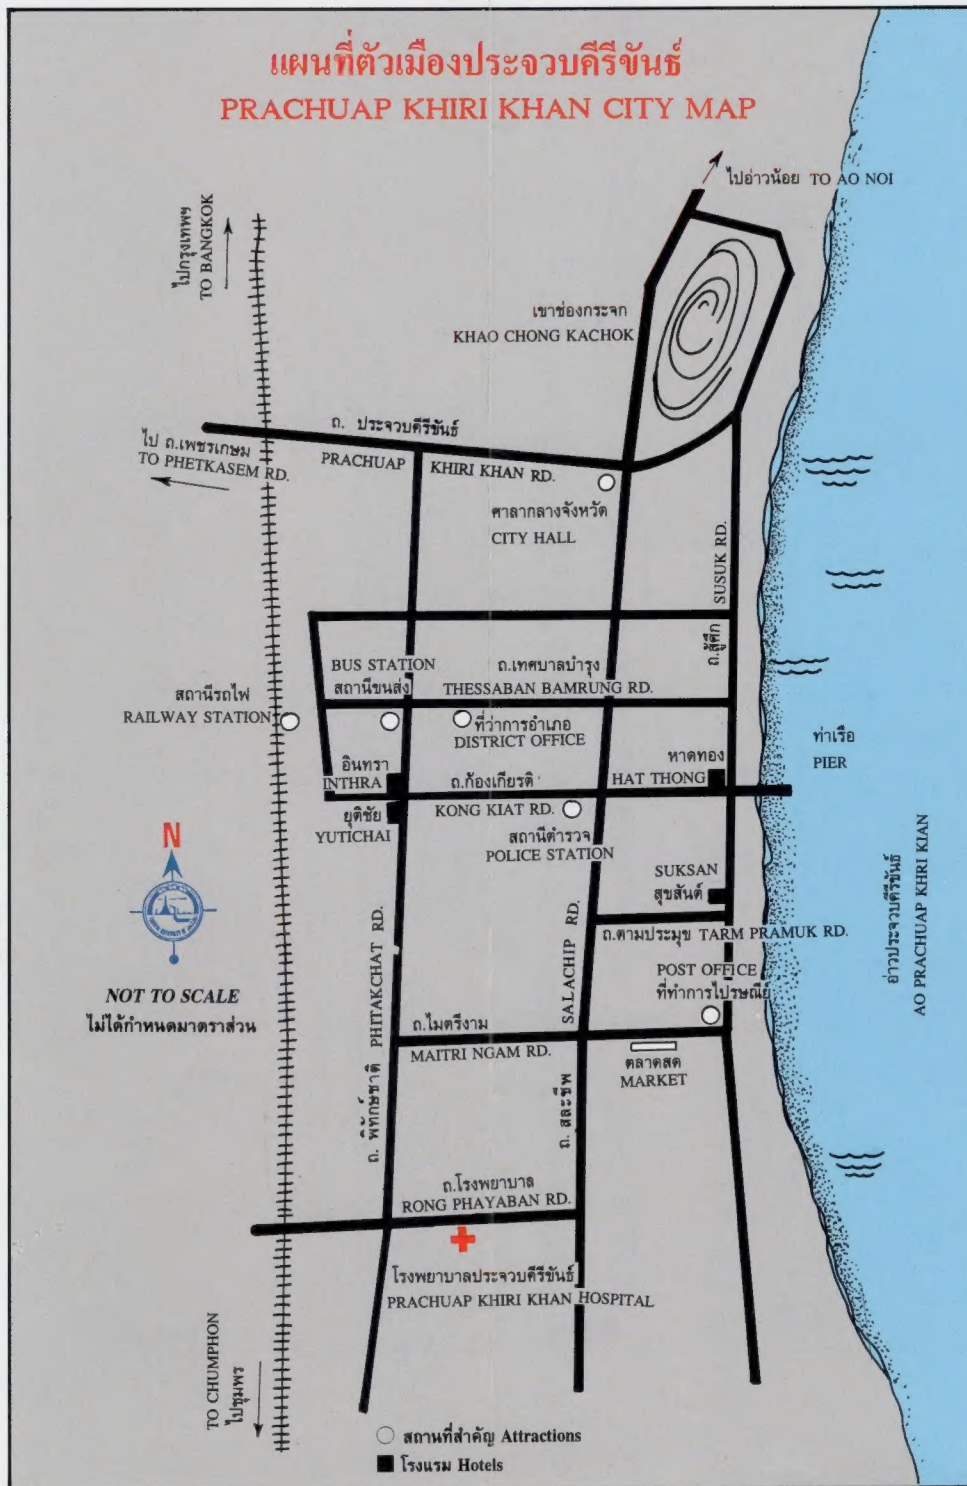 แผนที่ตัวเมืองประจวบคีรีขันธ์
PRACHUAP KHIRI KHAN CITY MAP
ไปอ่าวน้อย TO AO NOI
ไปกรุงเทพฯ
TO BANGKOK
เขาช่องกระจก
KHAO CHONG KACHOK
ถ. ประจวบคีรีขันธ์
PRACHUAP KHIRI KHAN RD.
ไป ถ.เพชรเกษม
TO PHETKASEM RD.
ศาลากลางจังหวัด
CITY HALL
SUSUK RD.
ถ.สู้ศึก
BUS STATION
สถานีขนส่ง
ถ.เทศบาลบำรุง
THESSABAN BAMRUNG RD.
สถานีรถไฟ
RAILWAY STATION
ที่ว่าการอำเภอ
DISTRICT OFFICE
ท่าเรือ
PIER
อินทรา
INTHRA
ถ.ก้องเกียรติ
KONG KIAT RD.
หาดทอง
HAT THONG
ยุติชัย
YUTICHAI
สถานีตำรวจ
POLICE STATION
SUKSAN
สุขสันต์
N
NOT TO SCALE
ไม่ได้กำหนดมาตราส่วน
ถ. พิทักษ์ชาติ PHITAKCHAT RD.
SALACHIP RD.
ถ. สละชีพ
ถ.ตามประมุข TARM PRAMUK RD.
POST OFFICE
ที่ทำการไปรษณีย์
อ่าวประจวบคีรีขันธ์
AO PRACHUAP KHRI KIAN
ถ.ไมตรีงาม
MAITRI NGAM RD.
ตลาดสด
MARKET
ถ.โรงพยาบาล
RONG PHAYABAN RD.
โรงพยาบาลประจวบคีรีขันธ์
PRACHUAP KHIRI KHAN HOSPITAL
TO CHUMPHON
ไปชุมพร
สถานที่สำคัญ Attractions
โรงแรม Hotels